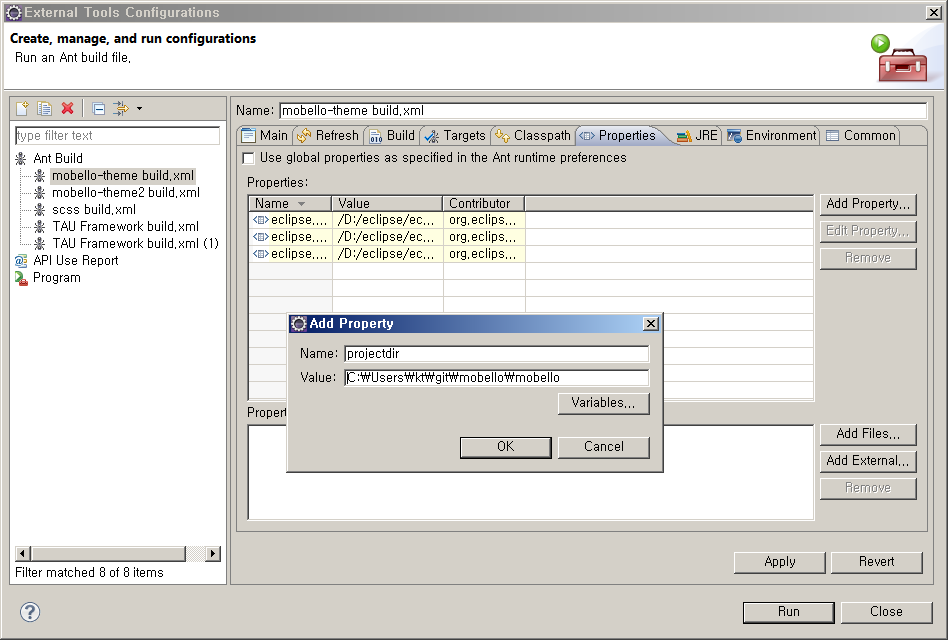 External Tools Configurations
Create, manage, and run configurations
Run an Ant build file.
type filter text
Ant Build
mobello-theme build.xml
mobello-theme2 build.xml
scss build.xml
TAU Framework build.xml
TAU Framework build.xml (1)
API Use Report
Program
Filter matched 8 of 8 items
Name: mobello-theme build.xml
Main Refresh Build Targets Classpath Properties JRE Environment Common
Use global properties as specified in the Ant runtime preferences
Properties:
Name Value Contributor
eclipse.... /D:/eclipse/ec... org.eclips...
eclipse.... /D:/eclipse/ec... org.eclips...
eclipse.... /D:/eclipse/ec... org.eclips...
Add Property...
Edit Property...
Remove
Add Property
Name: projectdir
Value: C:₩Users₩kt₩git₩mobello₩mobello
Variables...
OK Cancel
Propert
Add Files...
Add External...
Remove
Apply Revert
Run Close